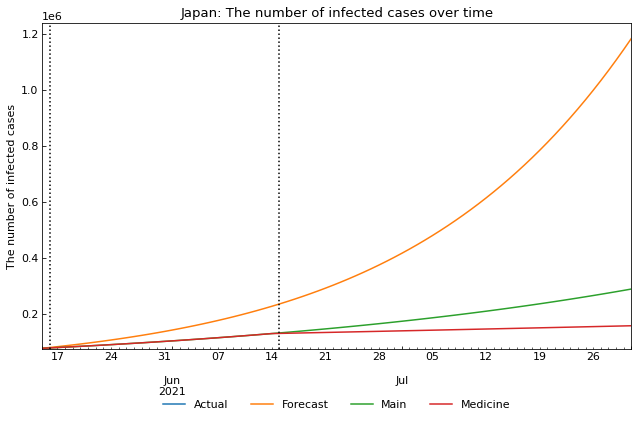 Japan: The number of infected cases over time
1e6
1.2
1.0
0.8
0.6
0.4
0.2
The number of infected cases
17 24 31 07 14 21 28 05 12 19 26
Jun Jul
2021
Actual Forecast Main Medicine